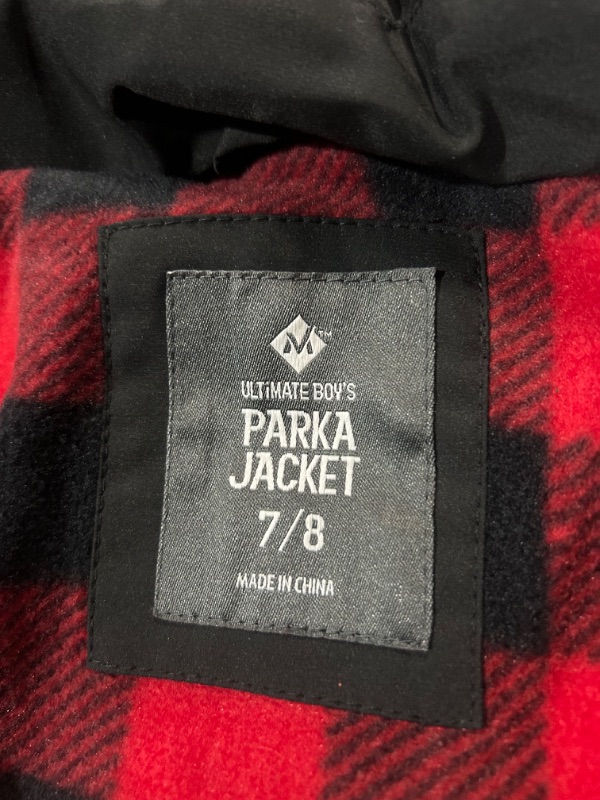 M™
ULTiMATE BOY'S
PARKA
JACKET
7/8
MADE IN CHINA